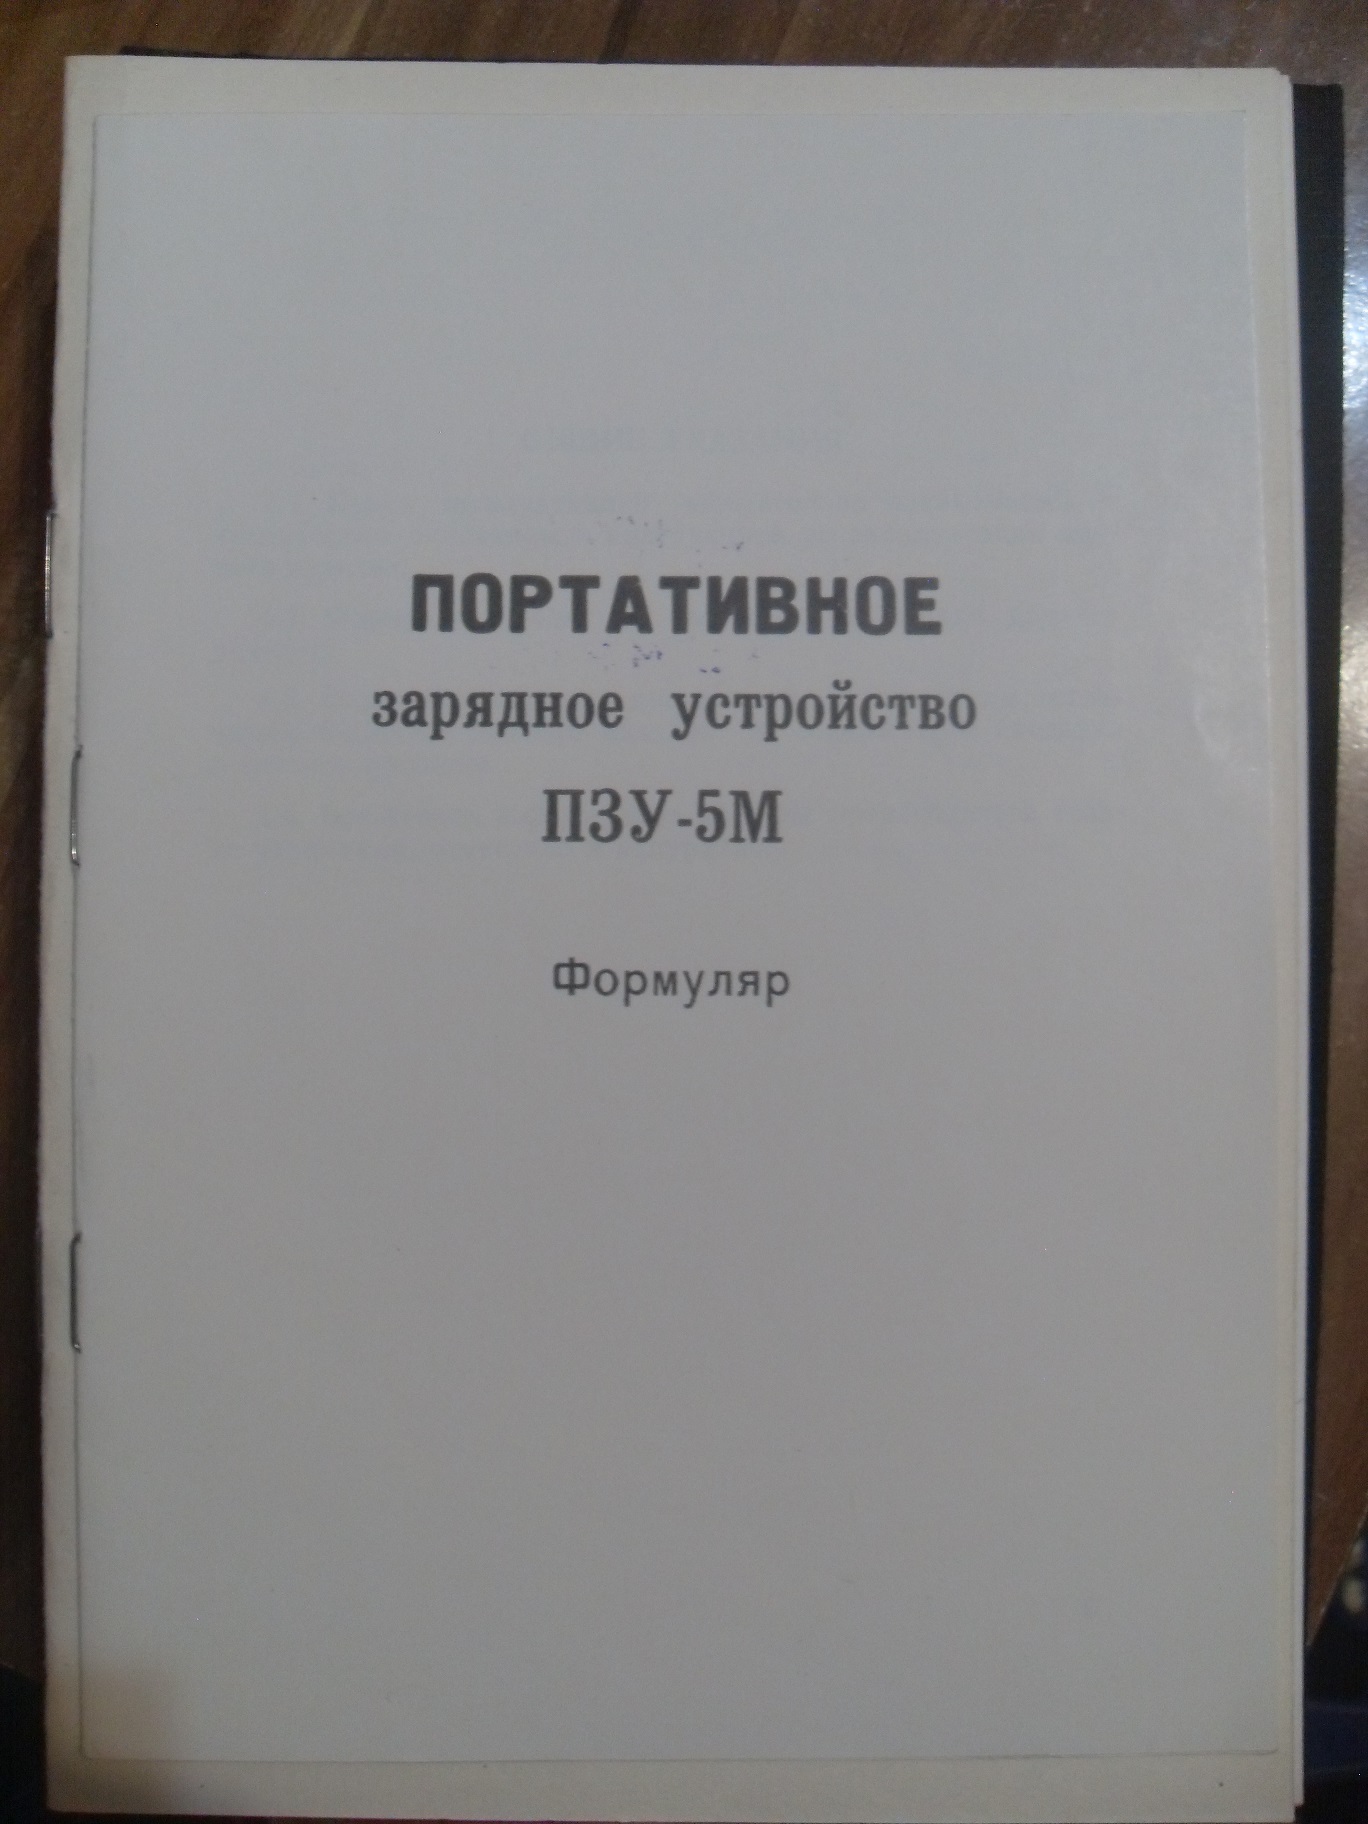 ПОРТАТИВНОЕ
зарядное устройство
ПЗУ-5М
Формуляр